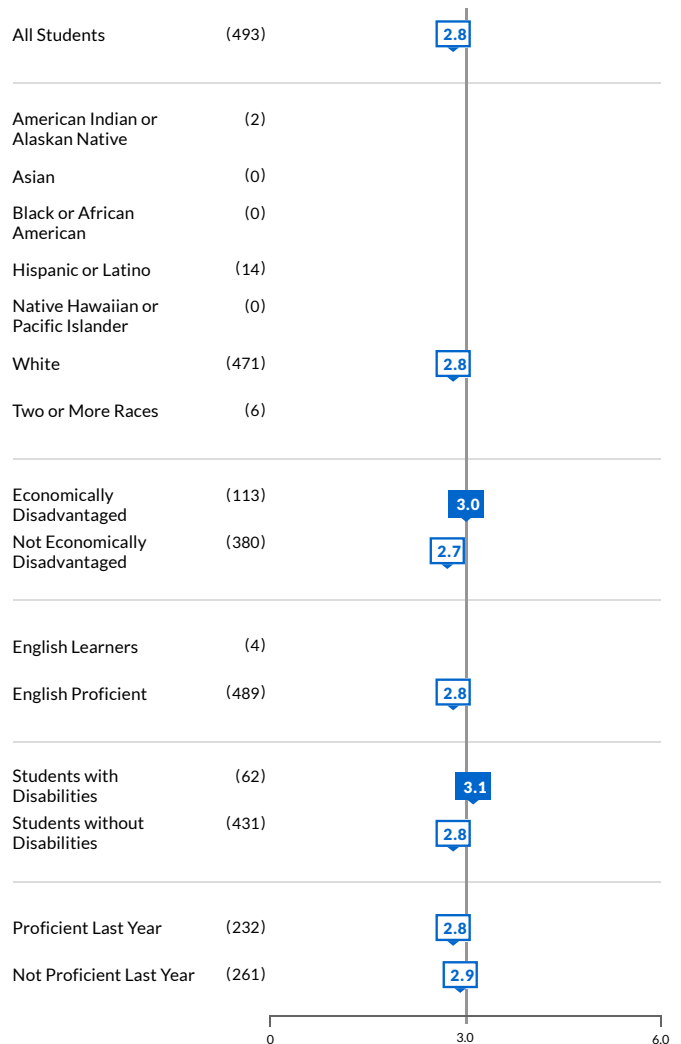 All Students (493) 2.8
American Indian or (2)
Alaskan Native
Asian (0)
Black or African (0)
American
Hispanic or Latino (14)
Native Hawaiian or (0)
Pacific Islander
White (471) 2.8
Two or More Races (6)
Economically (113) 3.0
Disadvantaged
Not Economically (380) 2.7
Disadvantaged
English Learners (4)
English Proficient (489) 2.8
Students with (62) 3.1
Disabilities
Students without (431) 2.8
Disabilities
Proficient Last Year (232) 2.8
Not Proficient Last Year (261) 2.9
0 3.0 6.0